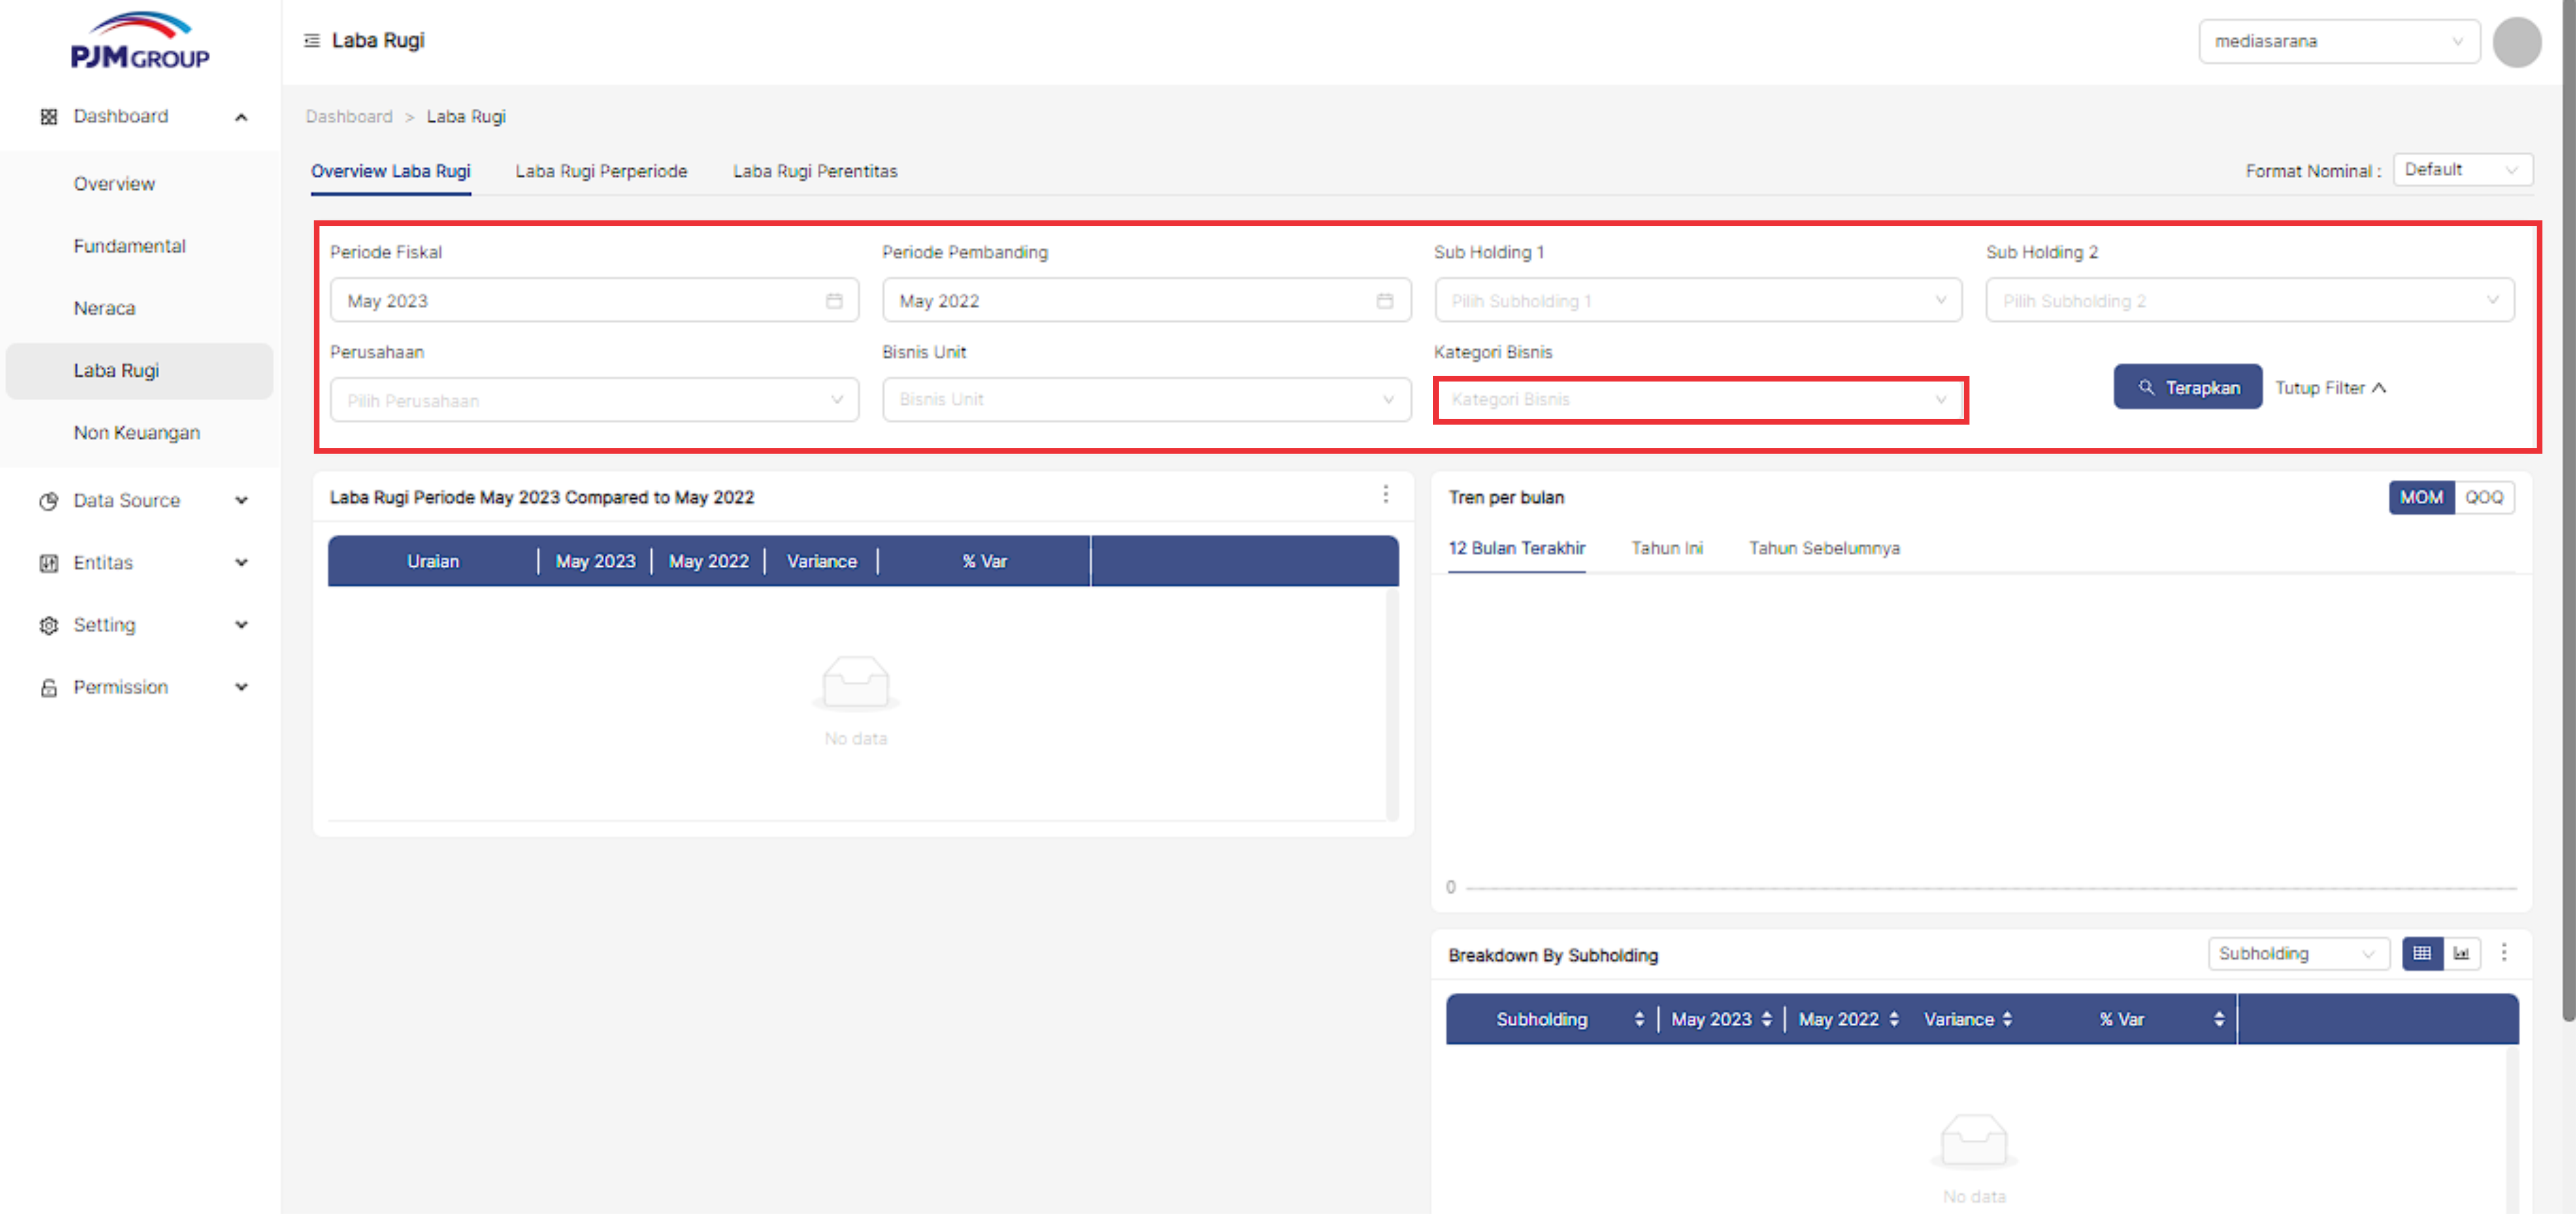 PJM GROUP
Laba Rugi
mediasarana
Dashboard
Overview
Fundamental
Neraca
Laba Rugi
Non Keuangan
Data Source
Entitas
Setting
Permission
Dashboard > Laba Rugi
Overview Laba Rugi Laba Rugi Perperiode Laba Rugi Perentitas
Format Nominal : Default
Periode Fiskal Periode Pembanding Sub Holding 1 Sub Holding 2
May 2023 May 2022 Pilih Subholding 1 Pilih Subholding 2
Perusahaan Bisnis Unit Kategori Bisnis
Pilih Perusahaan Bisnis Unit Kategori Bisnis
Terapkan Tutup Filter
Laba Rugi Periode May 2023 Compared to May 2022
Uraian May 2023 May 2022 Variance % Var
No data
Tren per bulan
MOM QOQ
12 Bulan Terakhir Tahun Ini Tahun Sebelumnya
0
Breakdown By Subholding
Subholding
Subholding May 2023 May 2022 Variance % Var
No data